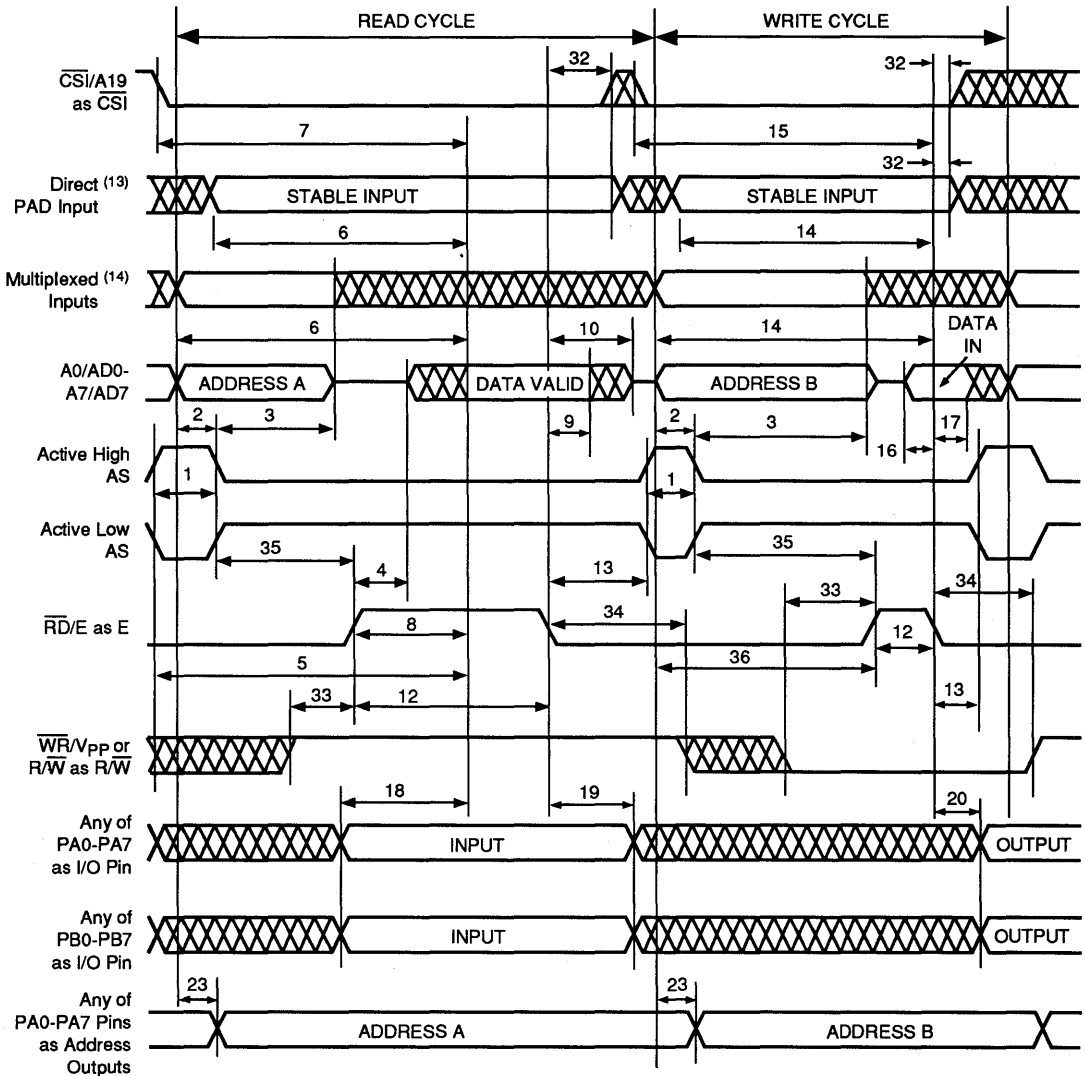 READ CYCLE WRITE CYCLE
32 32
CSI/A19
as CSI
7 15
32
Direct (13)
PAD Input
STABLE INPUT STABLE INPUT
6 14
Multiplexed (14)
Inputs
6 10 14 DATA
IN
A0/AD0-
A7/AD7
ADDRESS A DATA VALID ADDRESS B
2 3 9 2 3 16 17
Active High
AS
1 1
Active Low
AS
35 4 13 35 34
33
34
RD/E as E
8 12
5 36
33 12 13
WR/VPP or
R/W as R/W
18 19 20
Any of
PA0-PA7
as I/O Pin
INPUT OUTPUT
Any of
PB0-PB7
as I/O Pin
INPUT OUTPUT
23 23
Any of
PA0-PA7 Pins
as Address
Outputs
ADDRESS A ADDRESS B